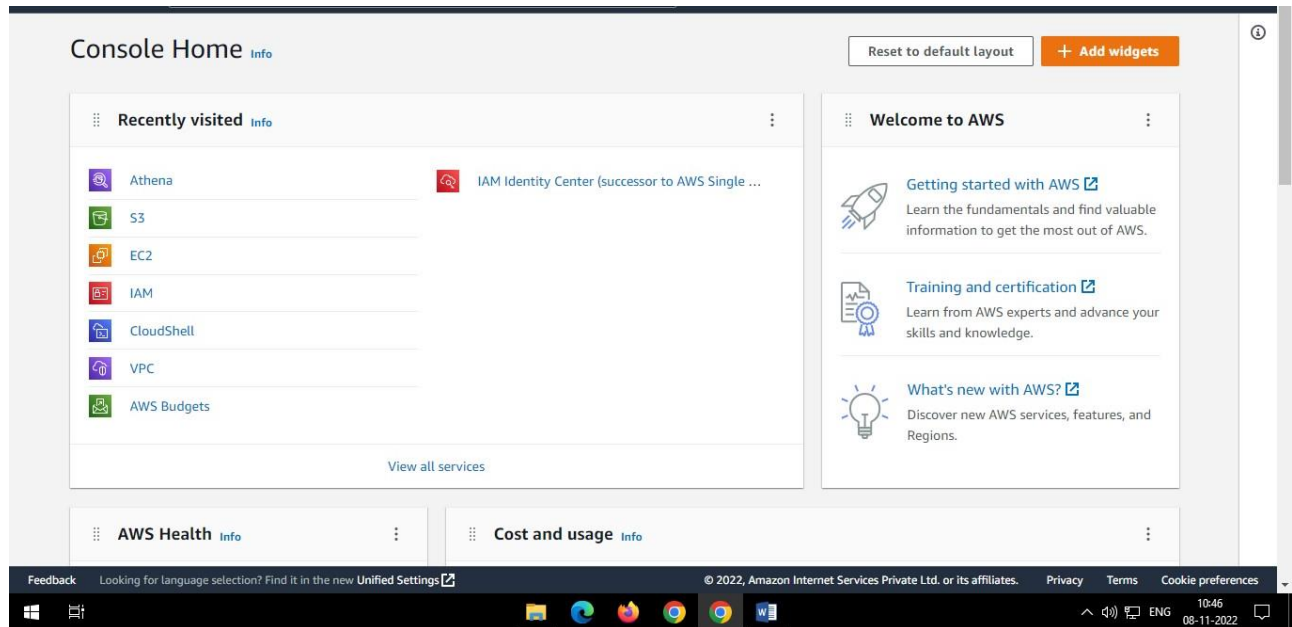 Console Home Info
Reset to default layout
+ Add widgets
Recently visited Info
Athena
S3
EC2
IAM
CloudShell
VPC
AWS Budgets
IAM Identity Center (successor to AWS Single ...
View all services
Welcome to AWS
Getting started with AWS
Learn the fundamentals and find valuable
information to get the most out of AWS.
Training and certification
Learn from AWS experts and advance your
skills and knowledge.
What's new with AWS?
Discover new AWS services, features, and
Regions.
AWS Health Info
Cost and usage Info
Feedback Looking for language selection? Find it in the new Unified Settings © 2022, Amazon Internet Services Private Ltd. or its affiliates. Privacy Terms Cookie preferences
ENG
10:46
08-11-2022